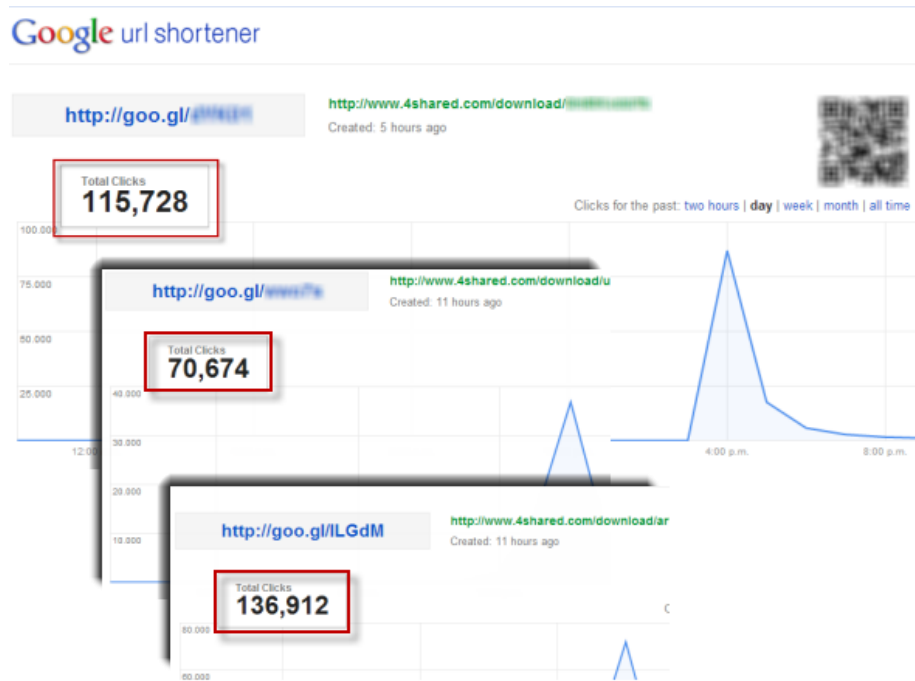 Google url shortener
http://goo.gl/
http://www.4shared.com/download/
Created: 5 hours ago
Total Clicks
115,728
Clicks for the past: two hours | day | week | month | all time
100.000
75.000
50.000
25.000
12:00
4:00 p.m.
8:00 p.m.
http://goo.gl/
http://www.4shared.com/download/u
Created: 11 hours ago
Total Clicks
70,674
40.000
30.000
20.000
10.000
http://goo.gl/ILGdM
http://www.4shared.com/download/ar
Created: 11 hours ago
Total Clicks
136,912
C
80.000
60.000